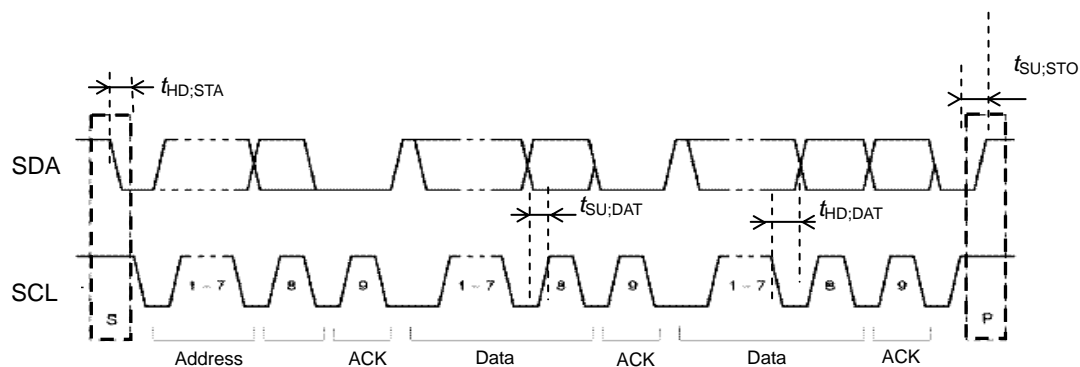 tHD;STA
tSU;STO
SDA
tSU;DAT
tHD;DAT
SCL
1 – 7 8 9 1 – 7 8 9 1 – 7 8 9
S P
Address ACK Data ACK Data ACK